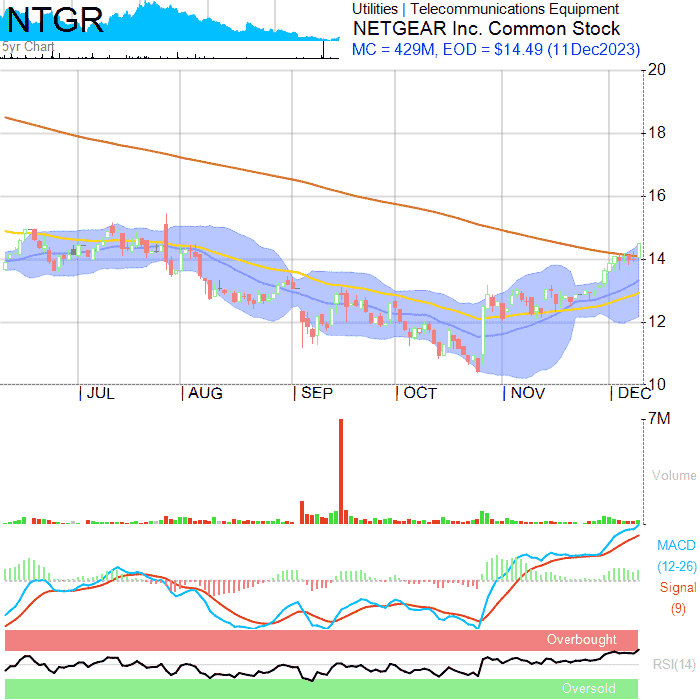 NTGR
5yr Chart
Utilities | Telecommunications Equipment
NETGEAR Inc. Common Stock
MC = 429M, EOD = $14.49 (11Dec2023)
20
18
16
14
12
10
JUL
AUG
SEP
OCT
NOV
DEC
7M
Volume
MACD
(12-26)
Signal
(9)
Overbought
RSI(14)
Oversold